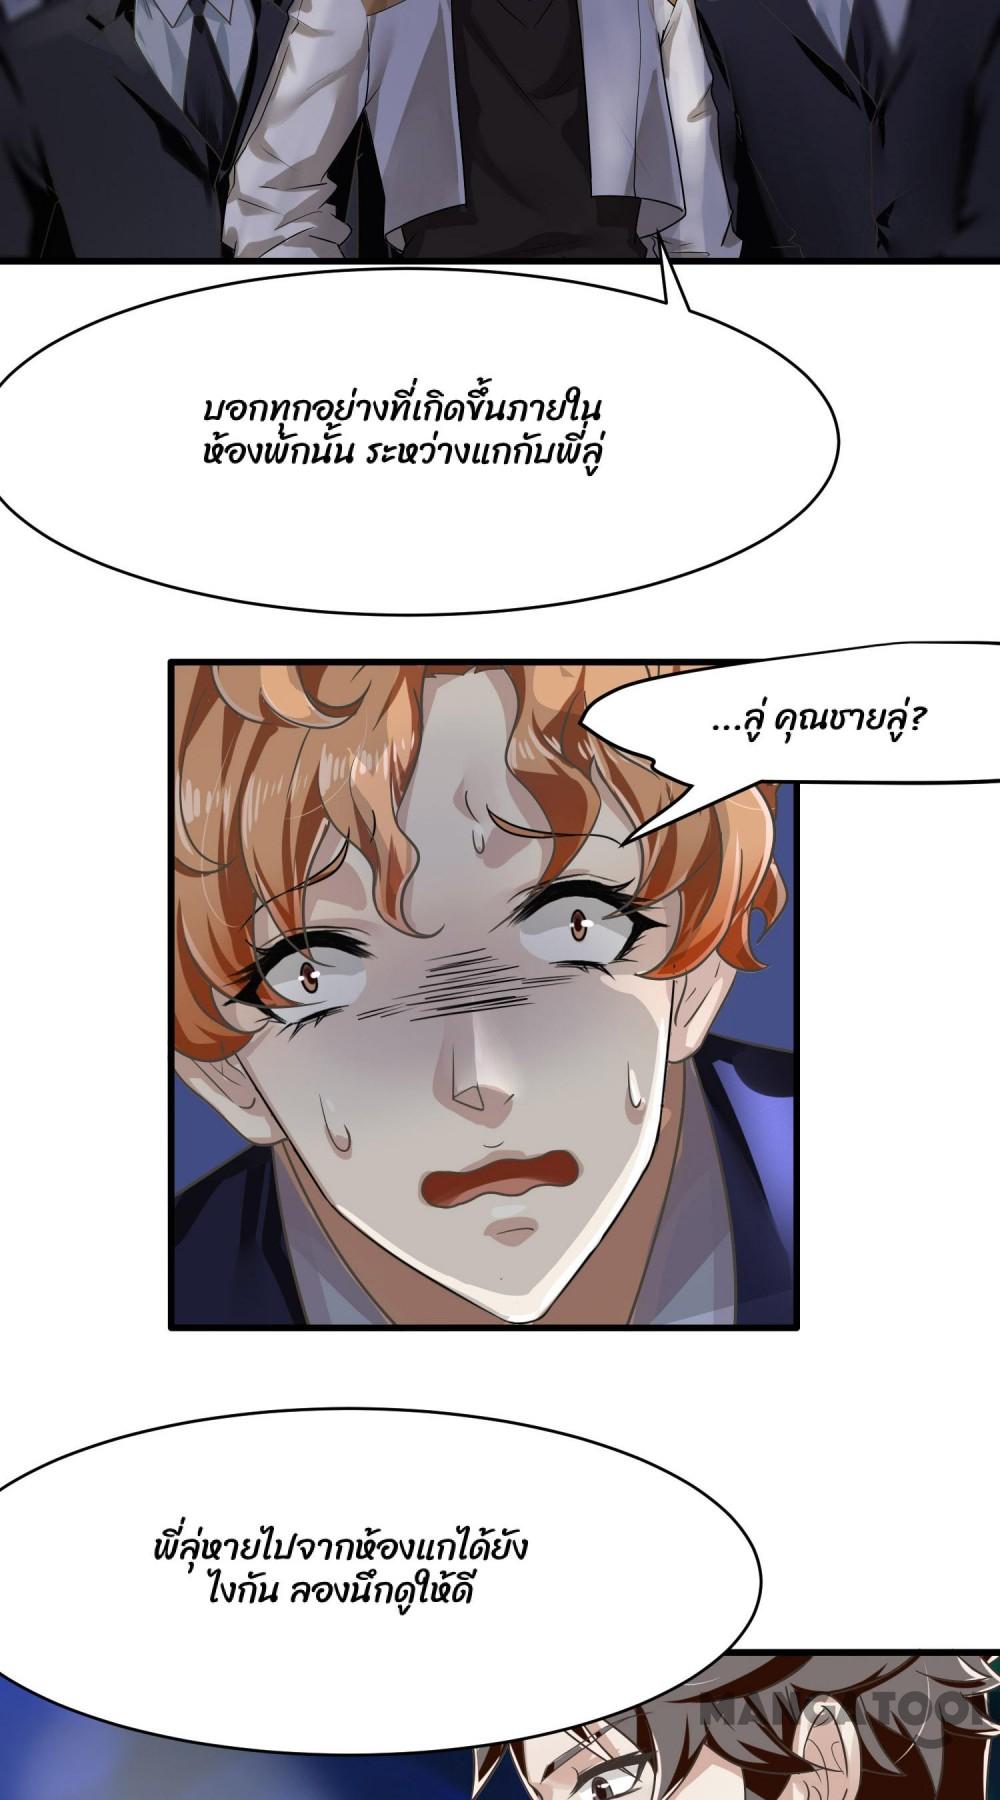 บอกทุกอย่างที่เกิดขึ้นภายใน
ห้องพักนั้น ระหว่างแกกับพี่ลู่
...ลู่ คุณชายลู่?
พี่ลุ่หายไปจากห้องแกได้ยัง
ไงกัน ลองนึกดูให้ดี
MANGATOON